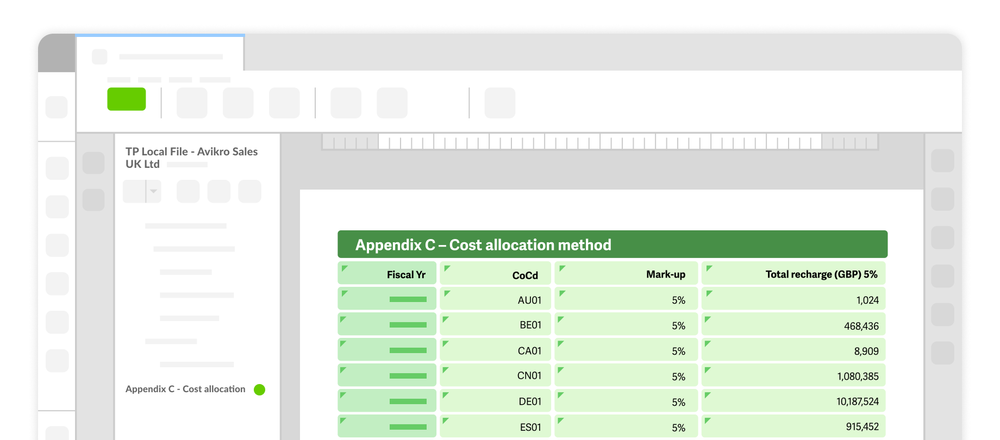 TP Local File - Avikro Sales
UK Ltd
Appendix C - Cost allocation
Appendix C – Cost allocation method
Fiscal Yr CoCd Mark-up Total recharge (GBP) 5%
AU01 5% 1,024
BE01 5% 468,436
CA01 5% 8,909
CN01 5% 1,080,385
DE01 5% 10,187,524
ES01 5% 915,452